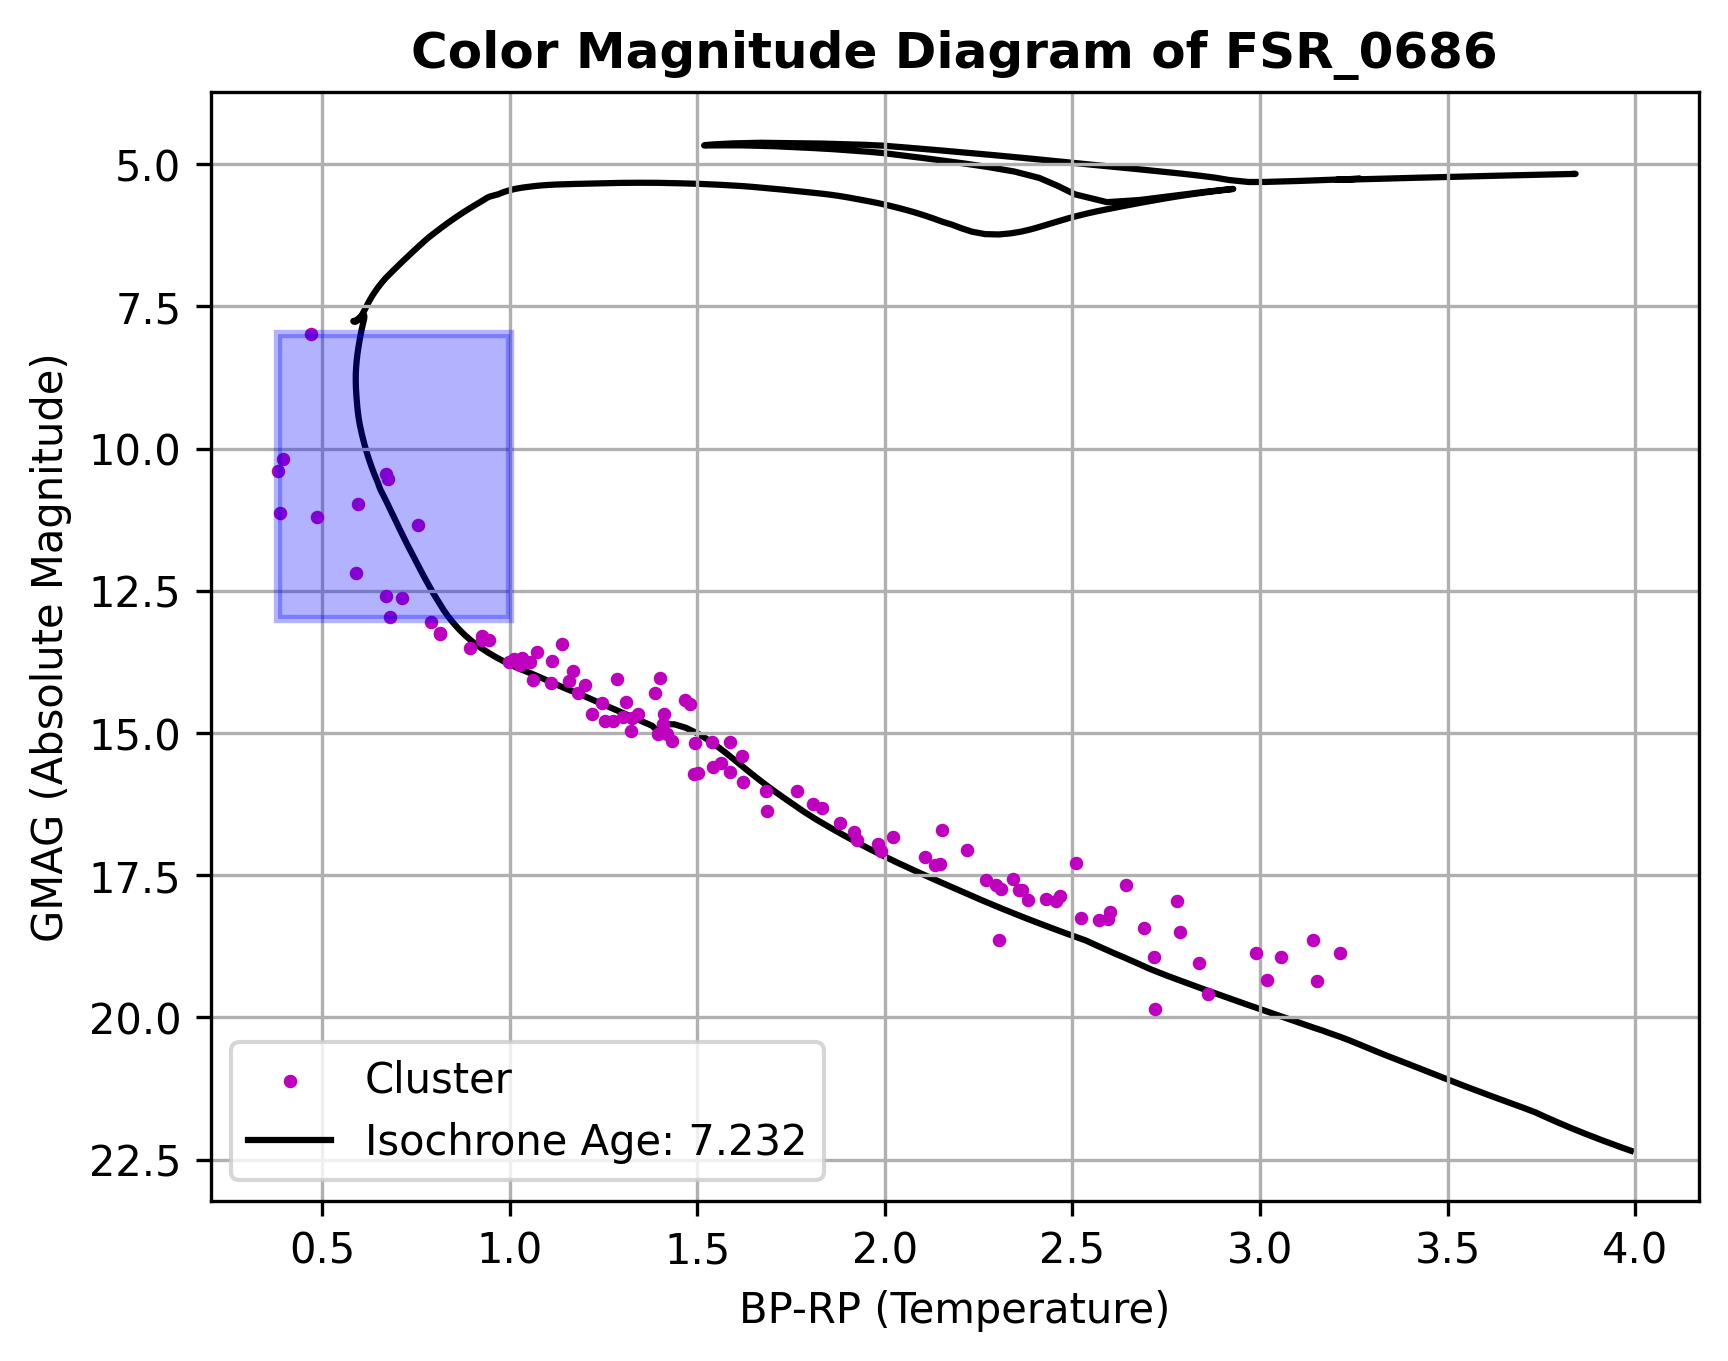 Color Magnitude Diagram of FSR_0686
GMAG (Absolute Magnitude)
5.0
7.5
10.0
12.5
15.0
17.5
20.0
22.5
Cluster
Isochrone Age: 7.232
0.5 1.0 1.5 2.0 2.5 3.0 3.5 4.0
BP-RP (Temperature)